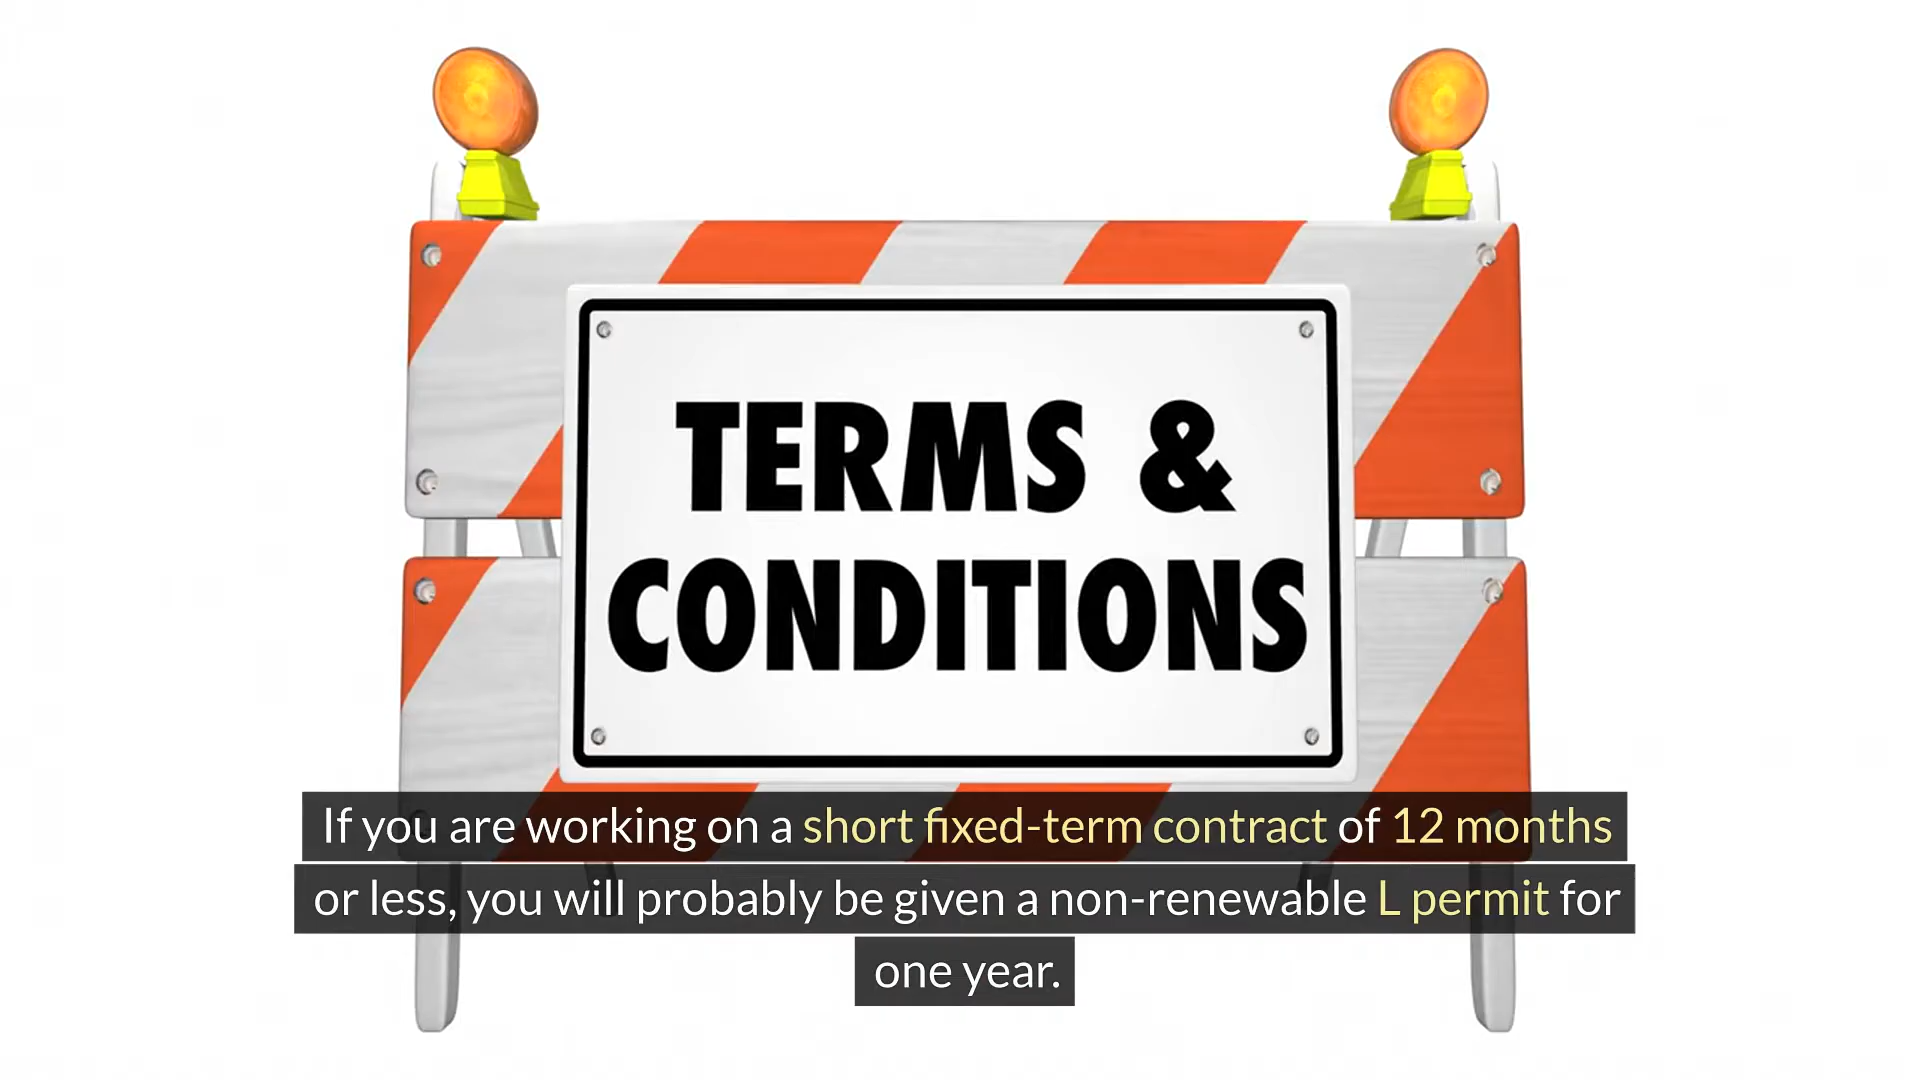 TERMS &
CONDITIONS
If you are working on a short fixed-term contract of 12 months
or less, you will probably be given a non-renewable L permit for
one year.